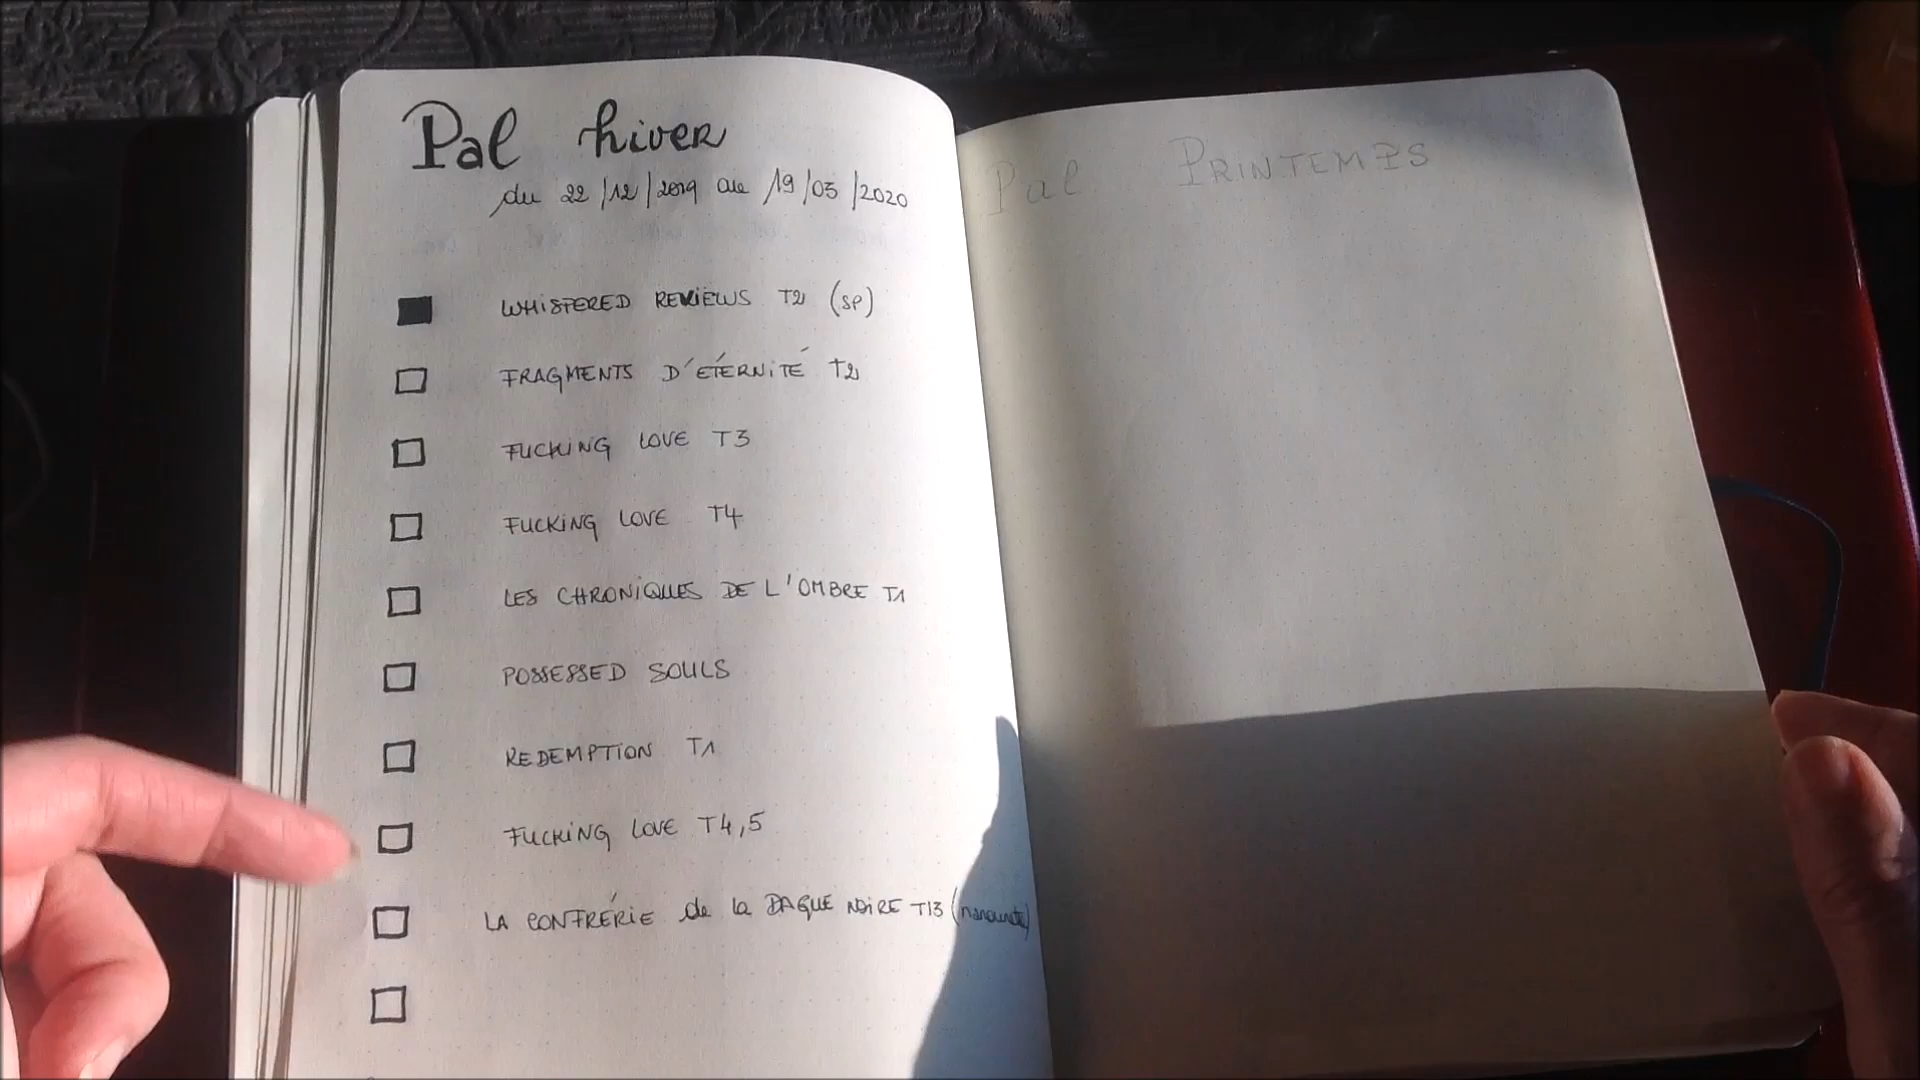 Pal hiver
du 22/12/2019 au 19/03/2020
WHISPERED REVIEWS T2 (SP)
FRAGMENTS D'ÉTÉRNITÉ T2
FUCKING LOVE T3
FUCKING LOVE T4
LES CHRONIQUES DE L'OMBRE T1
POSSESSED SOULS
REDEMPTION T1
FUCKING LOVE T4,5
LA CONFRÉRIE de la DAGUE NOIRE T13
Pal PRINTEMPS